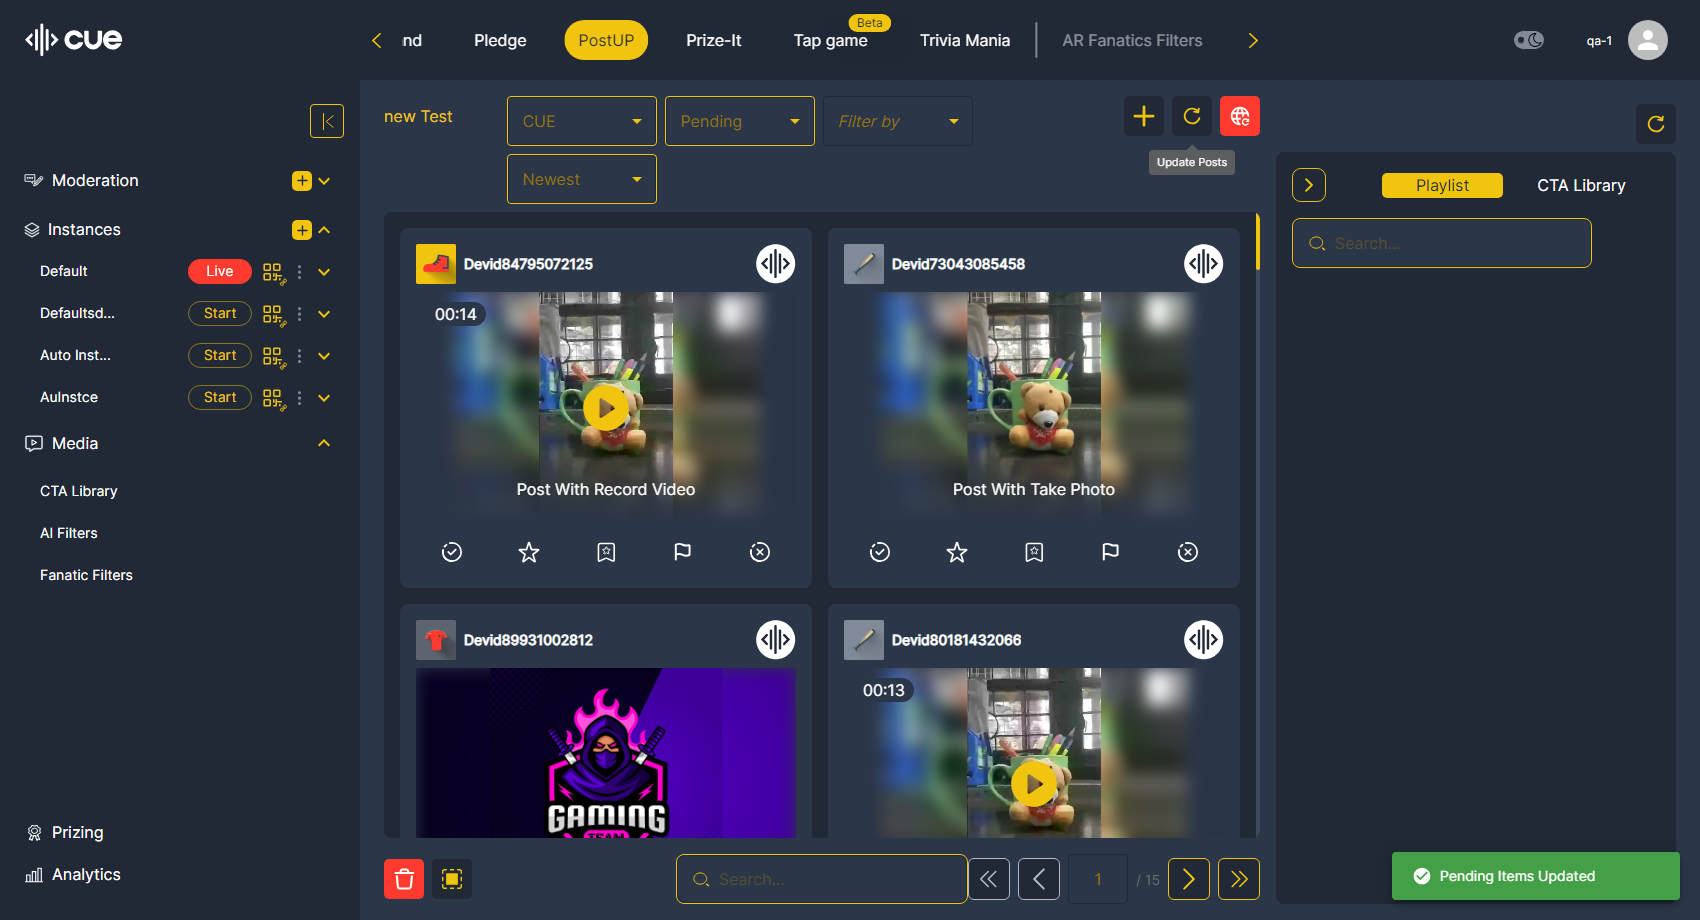 cue
nd
Pledge
PostUP
Prize-It
Beta
Tap game
Trivia Mania
AR Fanatics Filters
qa-1
new Test
CUE
Pending
Filter by
Newest
Update Posts
Moderation
Instances
Default
Live
Defaultsd...
Start
Auto Inst...
Start
AuInstce
Start
Media
CTA Library
AI Filters
Fanatic Filters
Prizing
Analytics
Devid84795072125
00:14
Post With Record Video
Devid73043085458
Post With Take Photo
Devid89931002812
GAMING
TEAM
Devid80181432066
00:13
Search...
1
/ 15
Playlist
CTA Library
Search...
Pending Items Updated